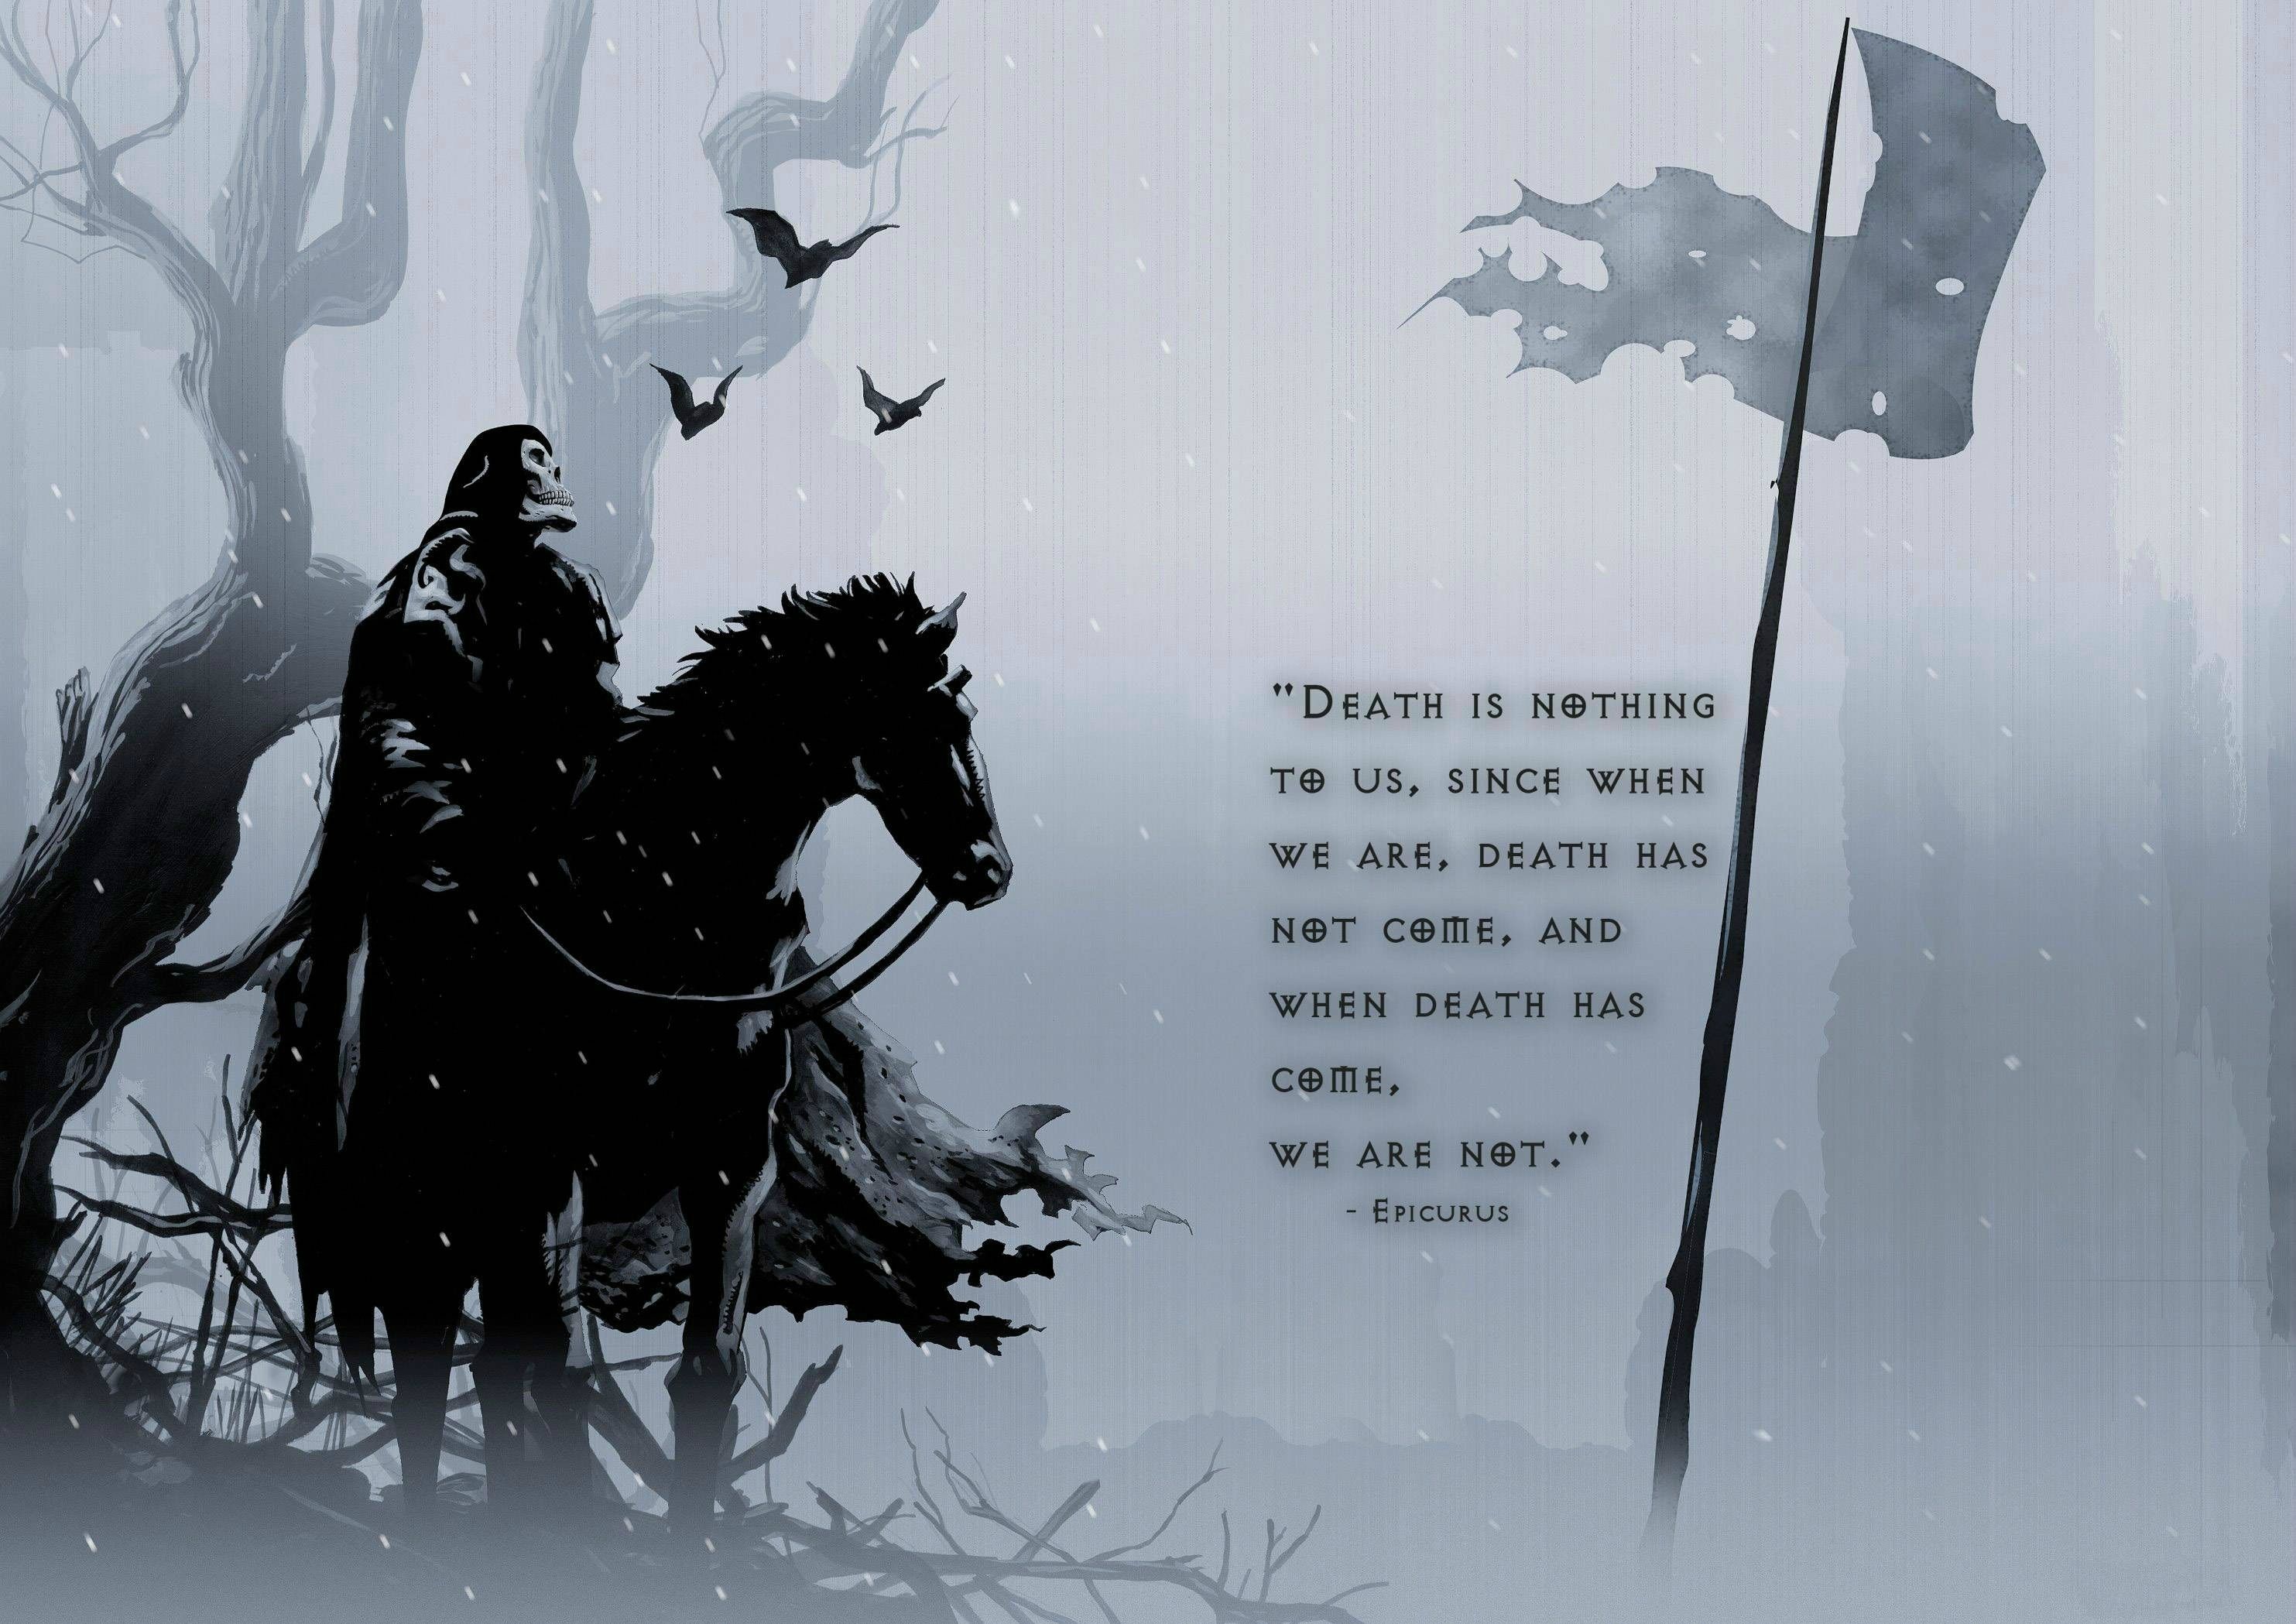 "Death is nothing
to us, since when
we are, death has
not come, and
when death has
come,
we are not."
- Epicurus